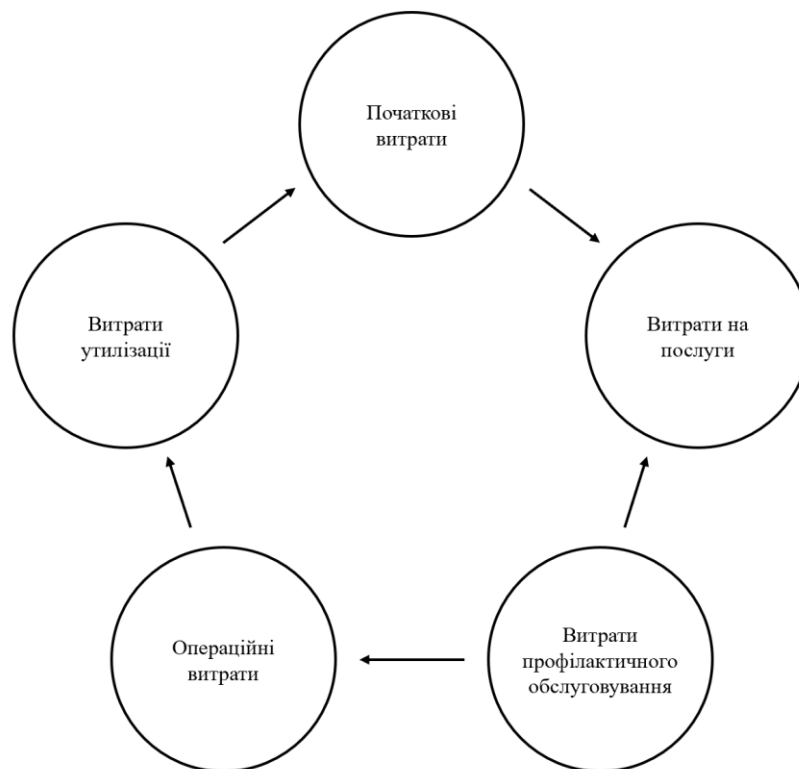 Початкові
витрати
Витрати
утилізації
Витрати на
послуги
Операційні
витрати
Витрати
профілактичного
обслуговування